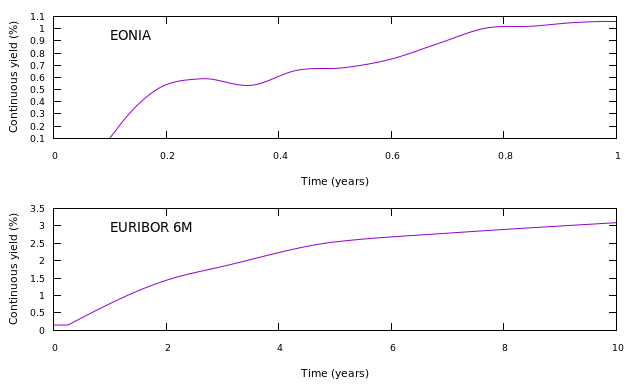 Continuous yield (%)
1.1
1
0.9
0.8
0.7
0.6
0.5
0.4
0.3
0.2
0.1
EONIA
0 0.2 0.4 0.6 0.8 1
Time (years)
Continuous yield (%)
3.5
3
2.5
2
1.5
1
0.5
0
EURIBOR 6M
0 2 4 6 8 10
Time (years)